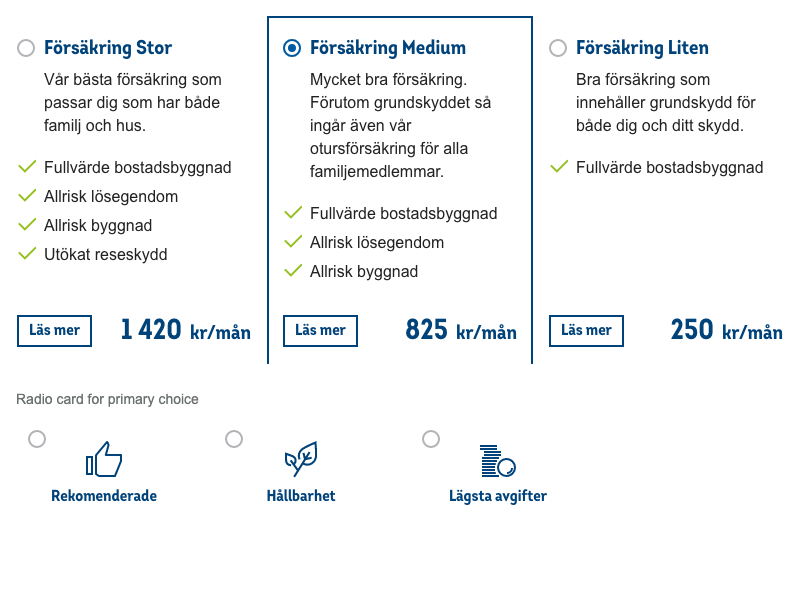 Försäkring Stor
Vår bästa försäkring som
passar dig som har både
familj och hus.
Fullvärde bostadsbyggnad
Allrisk lösegendom
Allrisk byggnad
Utökat reseskydd
Läs mer
1 420 kr/mån
Försäkring Medium
Mycket bra försäkring.
Förutom grundskyddet så
ingår även vår
otursförsäkring för alla
familjemedlemmar.
Fullvärde bostadsbyggnad
Allrisk lösegendom
Allrisk byggnad
Läs mer
825 kr/mån
Försäkring Liten
Bra försäkring som
innehåller grundskydd för
både dig och ditt skydd.
Fullvärde bostadsbyggnad
Läs mer
250 kr/mån
Radio card for primary choice
Rekomenderade
Hållbarhet
Lägsta avgifter